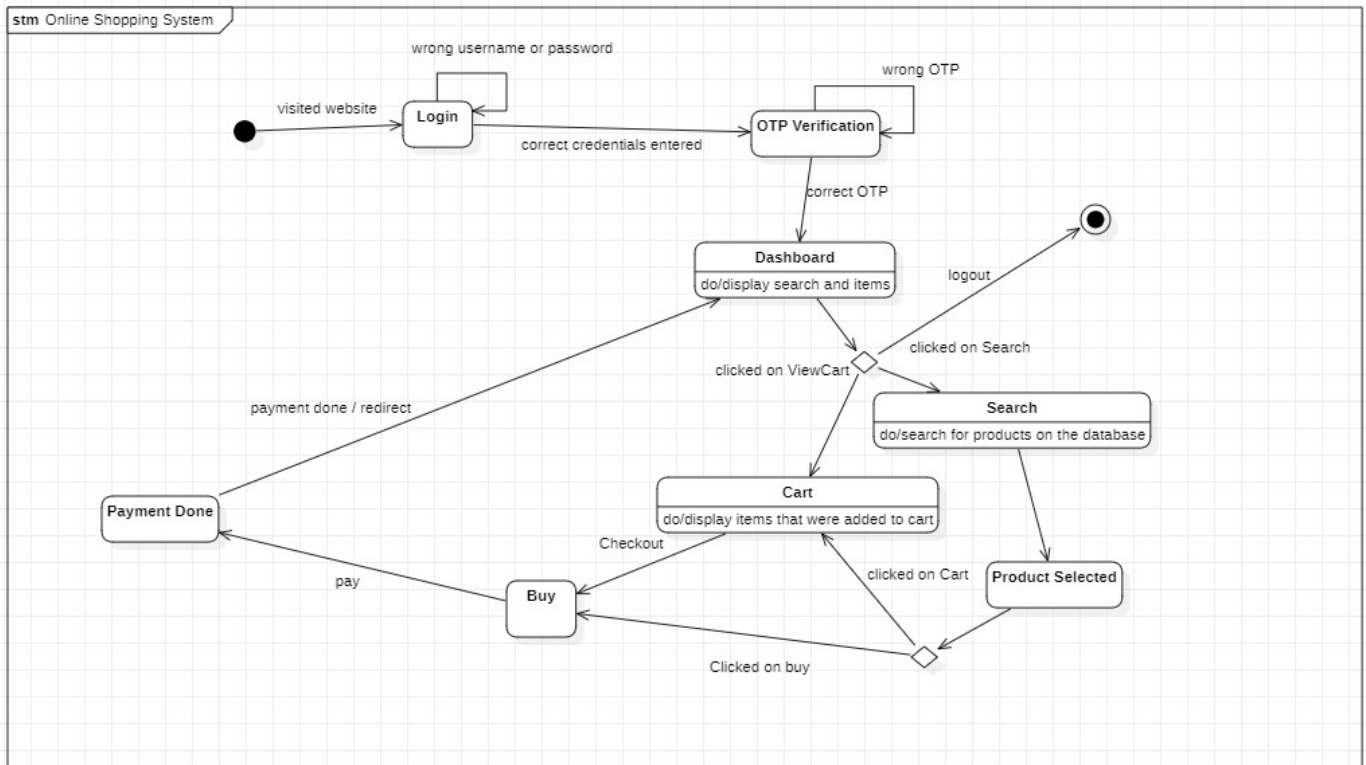 stm Online Shopping System
wrong username or password
wrong OTP
visited website
Login
OTP Verification
correct credentials entered
correct OTP
Dashboard
do/display search and items
logout
clicked on Search
clicked on ViewCart
payment done / redirect
Search
do/search for products on the database
Cart
do/display items that were added to cart
Payment Done
Checkout
clicked on Cart
Product Selected
pay
Buy
Clicked on buy